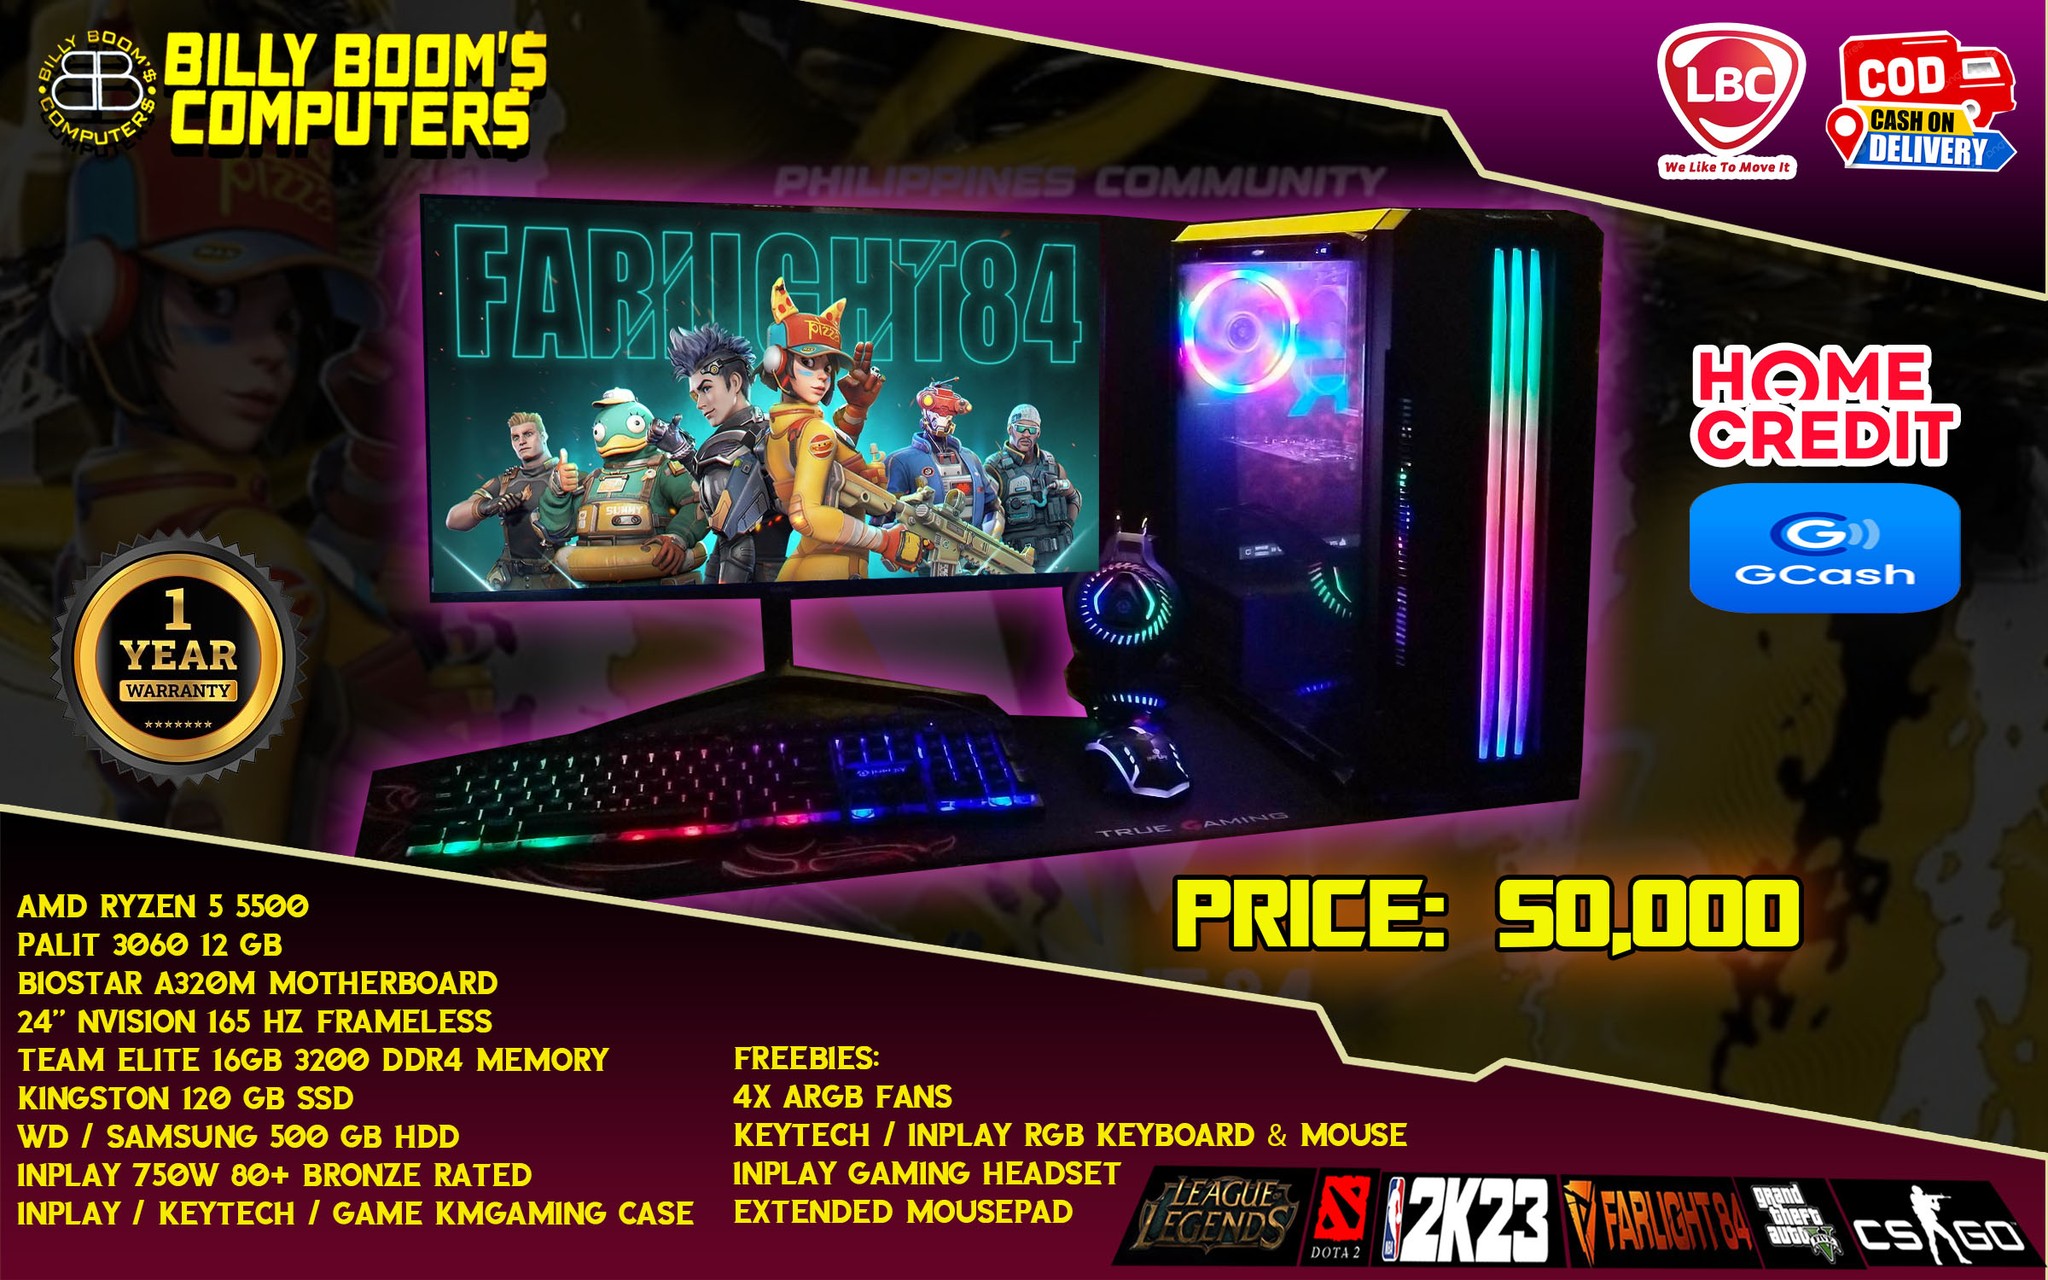 BILLY BOOM'$
COMPUTER$
BILLY BOOM'$
COMPUTER$
LBC
We Like To Move It
COD
CASH ON
DELIVERY
PHILIPPINES COMMUNITY
FARLIGHT84
pizza
SUNNY
HOME
CREDIT
G
GCash
1
YEAR
WARRANTY
TRUE GAMING
PRICE: 50,000
AMD RYZEN 5 5500
PALIT 3060 12 GB
BIOSTAR A320M MOTHERBOARD
24" NVISION 165 HZ FRAMELESS
TEAM ELITE 16GB 3200 DDR4 MEMORY
KINGSTON 120 GB SSD
WD / SAMSUNG 500 GB HDD
INPLAY 750W 80+ BRONZE RATED
INPLAY / KEYTECH / GAME KMGAMING CASE
FREEBIES:
4X ARGB FANS
KEYTECH / INPLAY RGB KEYBOARD & MOUSE
INPLAY GAMING HEADSET
EXTENDED MOUSEPAD
LEAGUE
LEGENDS
DOTA 2
NBA 2K23
FARLIGHT 84
grand
theft
auto V
CS GO